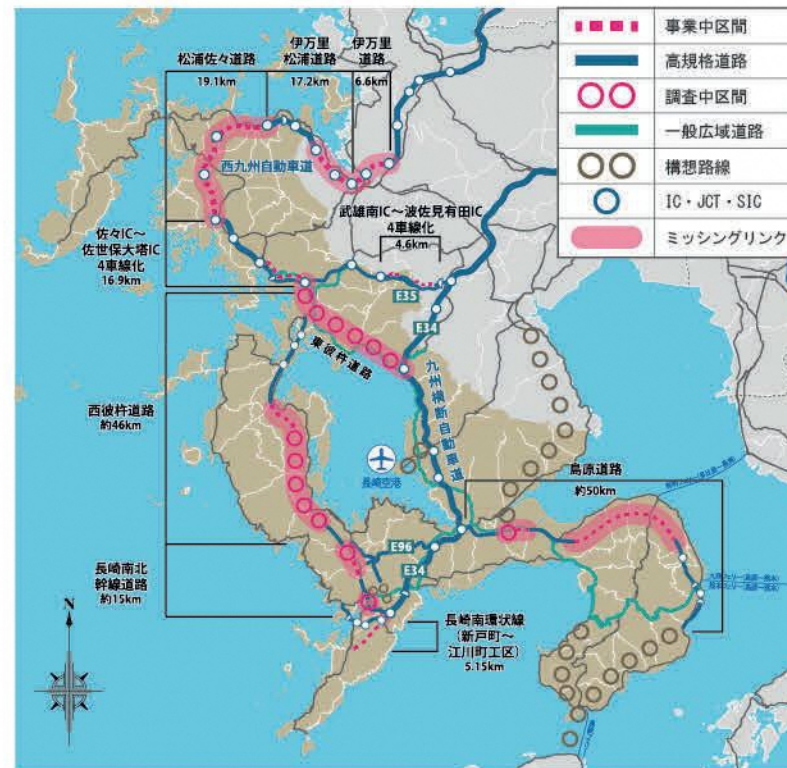 松浦佐々道路
19.1km
伊万里
松浦道路
17.2km
伊万里
道路
6.6km
事業中区間
高規格道路
調査中区間
一般広域道路
構想路線
IC・JCT・SIC
ミッシングリンク
西九州自動車道
武雄南IC～波佐見有田IC
4車線化
4.6km
佐々IC～
佐世保大塔IC
4車線化
16.9km
E35
E34
東彼杵道路
九州横断自動車道
西彼杵道路
約46km
長崎空港
島原道路
約50km
E96
E34
長崎南北
幹線道路
約15km
長崎南環状線
(新戸町～
江川町工区)
5.15km
N